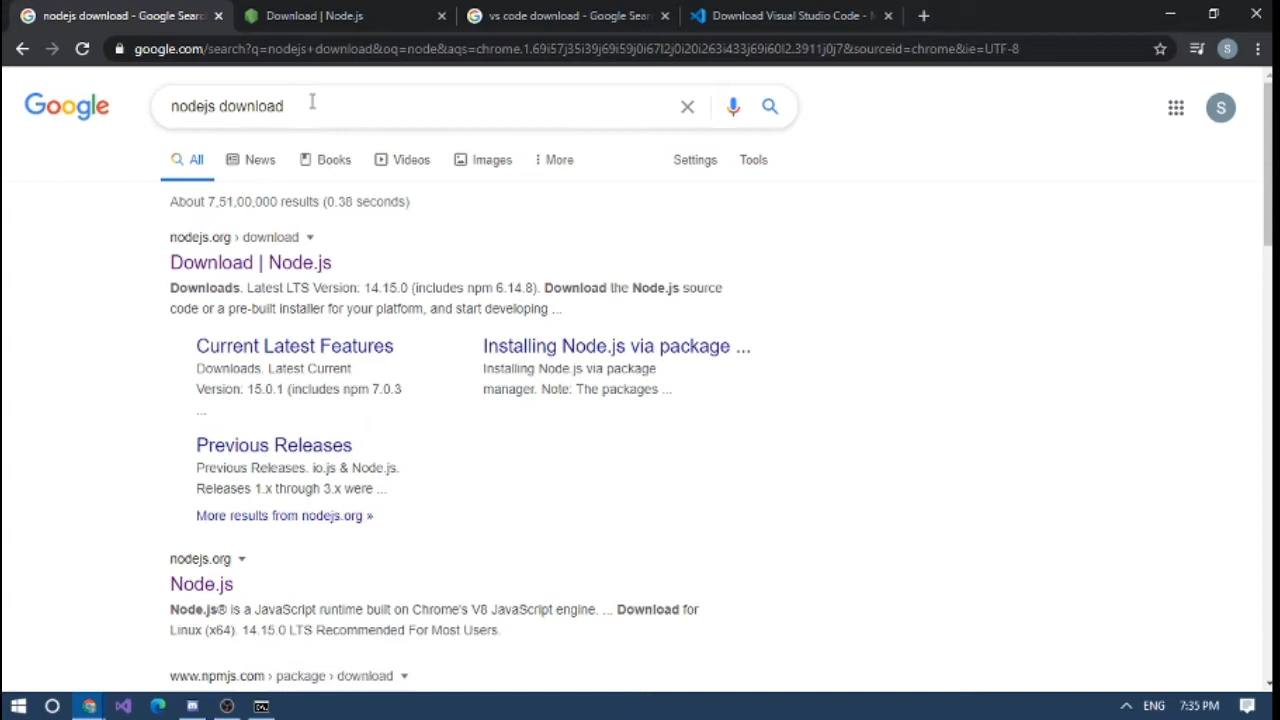 nodejs download - Google Sear
Download | Node.js
vs code download - Google Sear
Download Visual Studio Code - M
google.com/search?q=nodejs+download&oq=node&aqs=chrome.1.69i57j35i39j69i59j0i67l2j0i20i263i433j69i60l2.3911j0j7&sourceid=chrome&ie=UTF-8
S
Google
nodejs download
S
All
News
Books
Videos
Images
More
Settings
Tools
About 7,51,00,000 results (0.38 seconds)
nodejs.org › download
Download | Node.js
Downloads. Latest LTS Version: 14.15.0 (includes npm 6.14.8). Download the Node.js source
code or a pre-built installer for your platform, and start developing ...
Current Latest Features
Downloads. Latest Current
Version: 15.0.1 (includes npm 7.0.3
...
Installing Node.js via package ...
Installing Node.js via package
manager. Note: The packages ...
Previous Releases
Previous Releases. io.js & Node.js.
Releases 1.x through 3.x were ...
More results from nodejs.org »
nodejs.org
Node.js
Node.js® is a JavaScript runtime built on Chrome's V8 JavaScript engine. ... Download for
Linux (x64). 14.15.0 LTS Recommended For Most Users.
www.npmjs.com › package › download
ENG
7:35 PM